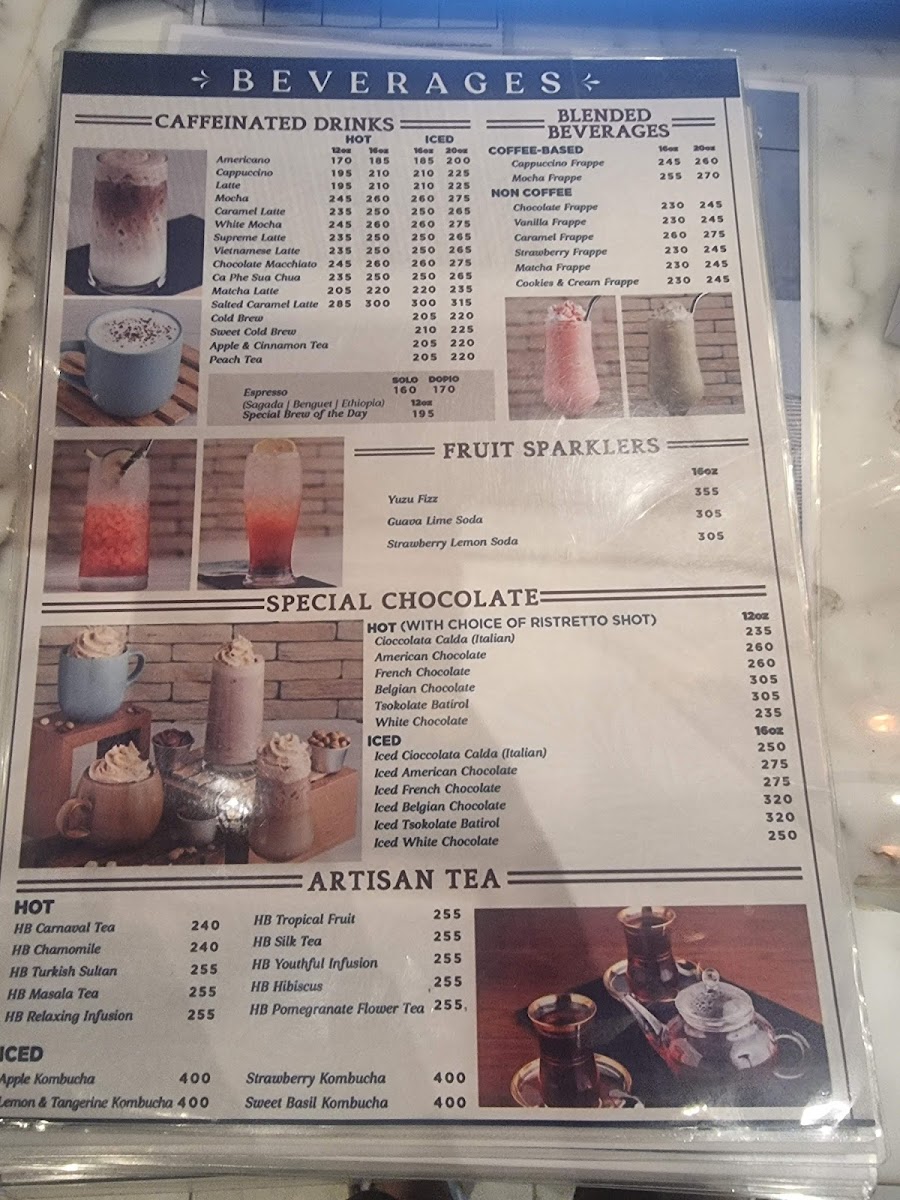 BEVERAGES
CAFFEINATED DRINKS
HOT ICED
12oz 16oz 16oz 20oz
Americano 170 185 185 200
Cappuccino 195 210 210 225
Latte 195 210 210 225
Mocha 245 260 260 275
Caramel Latte 235 250 250 265
White Mocha 245 260 260 275
Supreme Latte 235 250 250 265
Vietnamese Latte 235 250 250 265
Chocolate Macchiato 245 260 260 275
Ca Phe Sua Chua 235 250 250 265
Matcha Latte 205 220 220 235
Salted Caramel Latte 285 300 300 315
Cold Brew 205 220
Sweet Cold Brew 210 225
Apple & Cinnamon Tea 205 220
Peach Tea 205 220
SOLO DOPIO
Espresso 160 170
(Sagada | Benguet | Ethiopia) 12oz
Special Brew of the Day 195
BLENDED
BEVERAGES
COFFEE-BASED 16oz 20oz
Cappuccino Frappe 245 260
Mocha Frappe 255 270
NON COFFEE
Chocolate Frappe 230 245
Vanilla Frappe 230 245
Caramel Frappe 260 275
Strawberry Frappe 230 245
Matcha Frappe 230 245
Cookies & Cream Frappe 230 245
FRUIT SPARKLERS
16oz
Yuzu Fizz 355
Guava Lime Soda 305
Strawberry Lemon Soda 305
SPECIAL CHOCOLATE
HOT (WITH CHOICE OF RISTRETTO SHOT) 12oz
Cioccolata Calda (Italian) 235
American Chocolate 260
French Chocolate 260
Belgian Chocolate 305
Tsokolate Batirol 305
White Chocolate 235
ICED 16oz
Iced Cioccolata Calda (Italian) 250
Iced American Chocolate 275
Iced French Chocolate 275
Iced Belgian Chocolate 320
Iced Tsokolate Batirol 320
Iced White Chocolate 250
ARTISAN TEA
HOT
HB Carnaval Tea 240
HB Chamomile 240
HB Turkish Sultan 255
HB Masala Tea 255
HB Relaxing Infusion 255
HB Tropical Fruit 255
HB Silk Tea 255
HB Youthful Infusion 255
HB Hibiscus 255
HB Pomegranate Flower Tea 255
ICED
Apple Kombucha 400
Lemon & Tangerine Kombucha 400
Strawberry Kombucha 400
Sweet Basil Kombucha 400